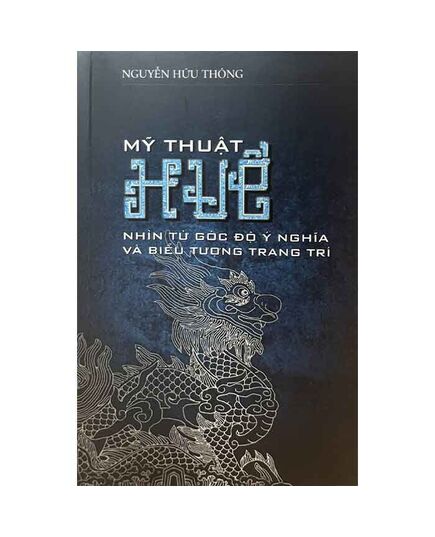 NGUYỄN HỮU THÔNG
MỸ THUẬT
HUẾ
NHÌN TỪ GÓC ĐỘ Ý NGHĨA
VÀ BIỂU TƯỢNG TRANG TRÍ